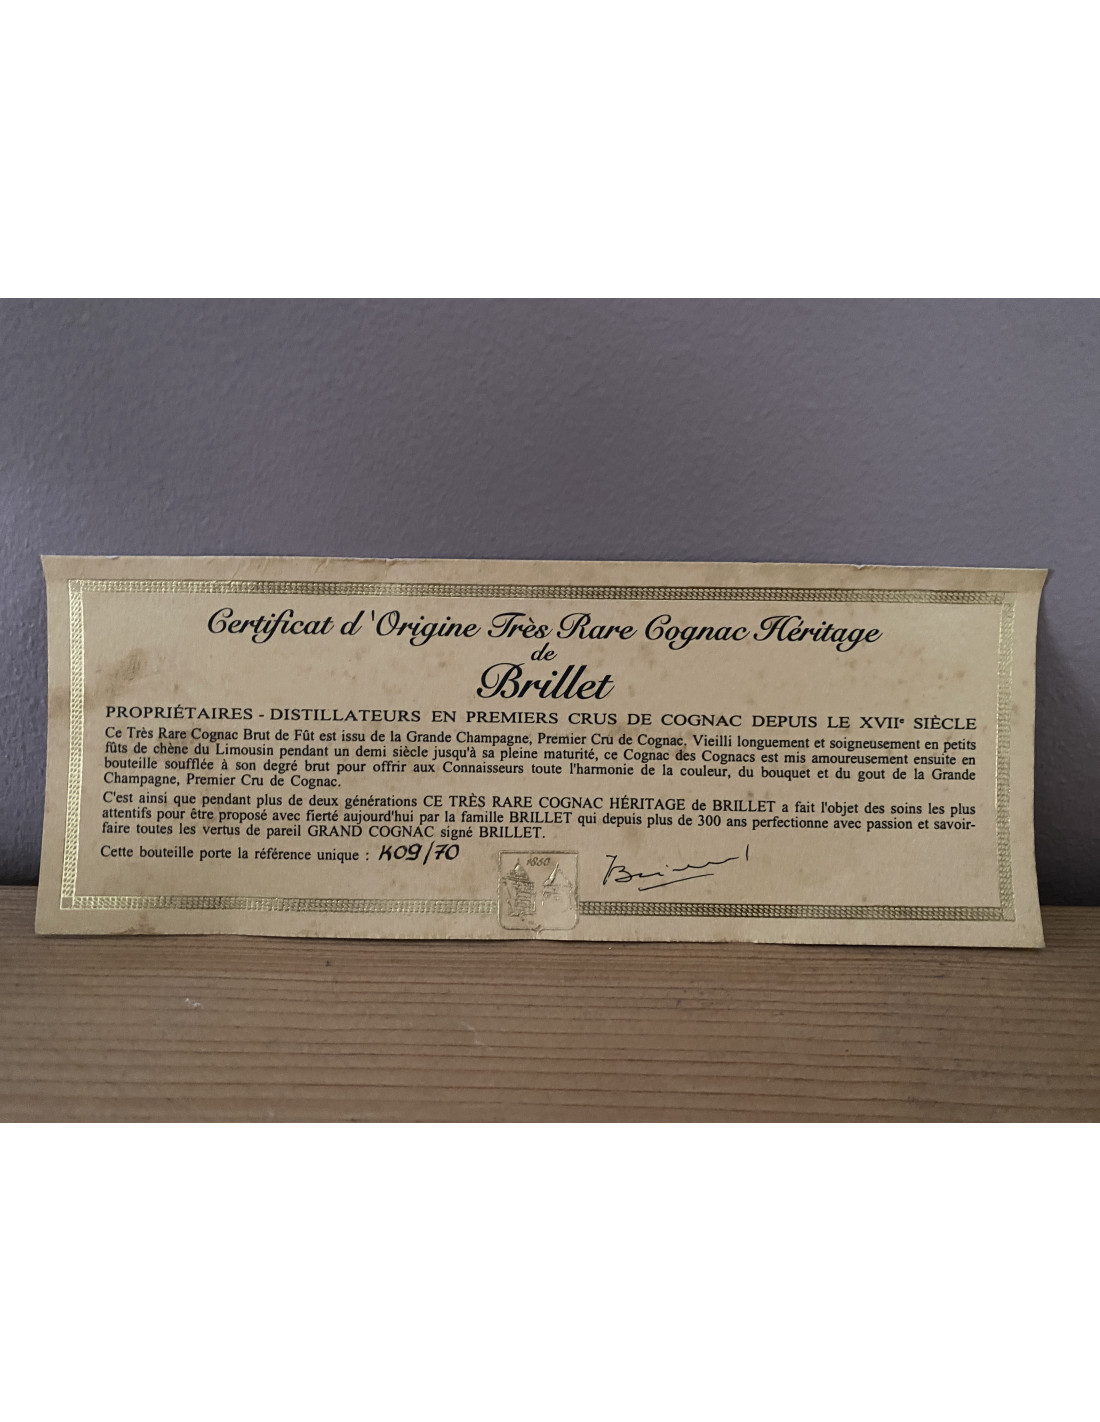 Certificat d'Origine Très Rare Cognac Héritage
de
Brillet
PROPRIÉTAIRES - DISTILLATEURS EN PREMIERS CRUS DE COGNAC DEPUIS LE XVIIe SIÈCLE
Ce Très Rare Cognac Brut de Fût est issu de la Grande Champagne, Premier Cru de Cognac, Vieilli longuement et soigneusement en petits
fûts de chêne du Limousin pendant un demi siècle jusqu'à sa pleine maturité, ce Cognac des Cognacs est mis amoureusement ensuite en
bouteille soufflée à son degré brut pour offrir aux Connaisseurs toute l'harmonie de la couleur, du bouquet et du gout de la Grande
Champagne, Premier Cru de Cognac.
C'est ainsi que pendant plus de deux générations CE TRÈS RARE COGNAC HÉRITAGE de BRILLET a fait l'objet des soins les plus
attentifs pour être proposé avec fierté aujourd'hui par la famille BRILLET qui depuis plus de 300 ans perfectionne avec passion et savoir-
faire toutes les vertus de pareil GRAND COGNAC signé BRILLET.
Cette bouteille porte la référence unique : K09/70
1850